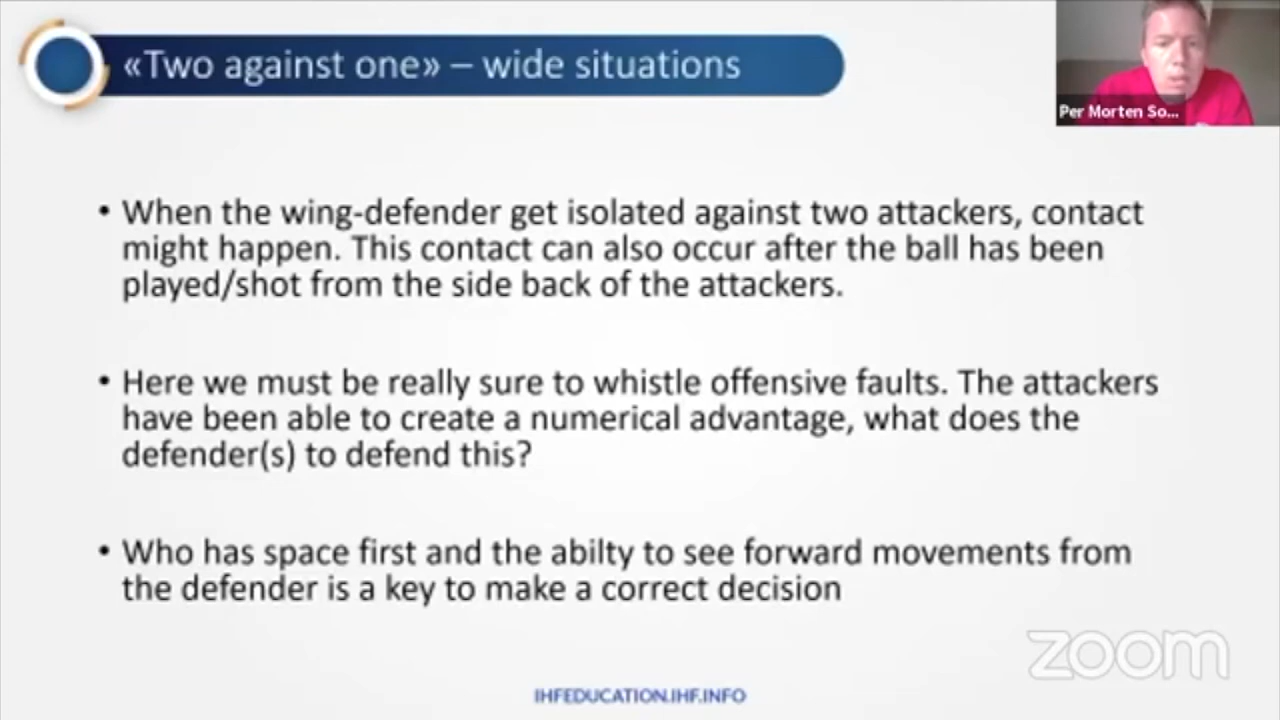 «Two against one» – wide situations
Per Morten So...
• When the wing-defender get isolated against two attackers, contact
might happen. This contact can also occur after the ball has been
played/shot from the side back of the attackers.
• Here we must be really sure to whistle offensive faults. The attackers
have been able to create a numerical advantage, what does the
defender(s) to defend this?
• Who has space first and the abilty to see forward movements from
the defender is a key to make a correct decision
zoom
IHFEDUCATION.IHF.INFO